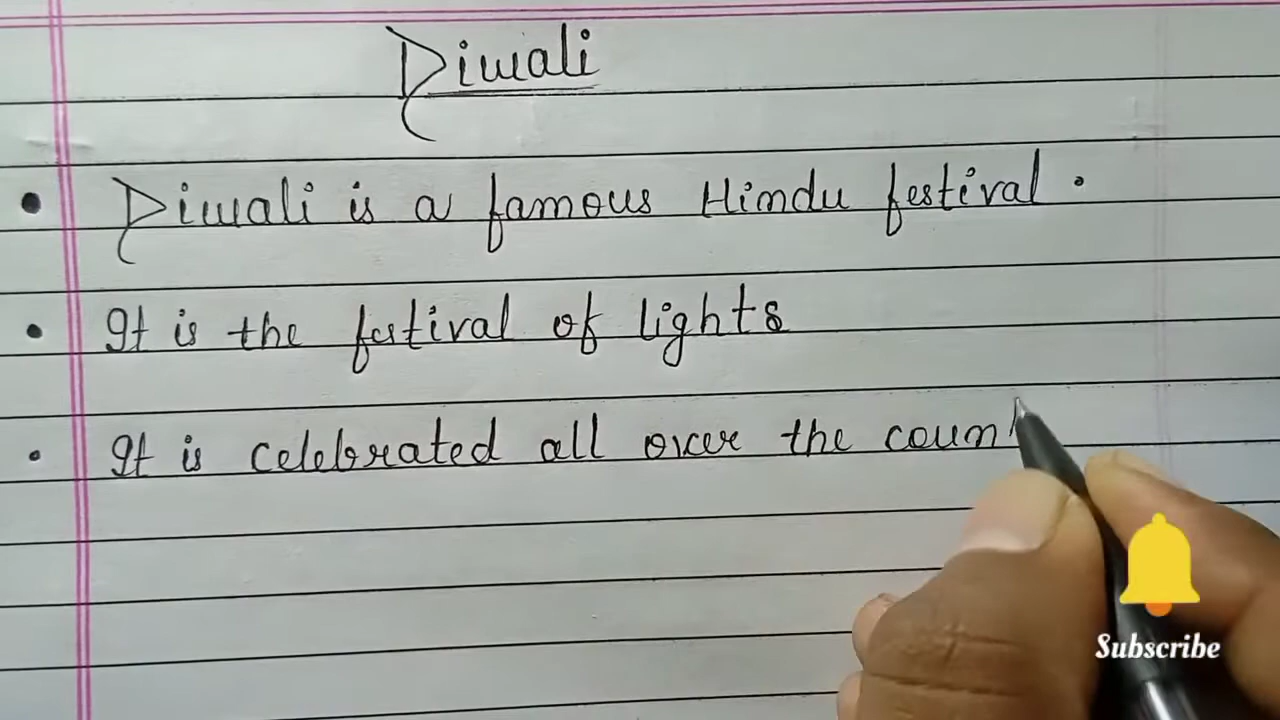 Diwali
• Diwali is a famous Hindu festival .
• It is the festival of lights
• It is celebrated all over the coun
Subscribe